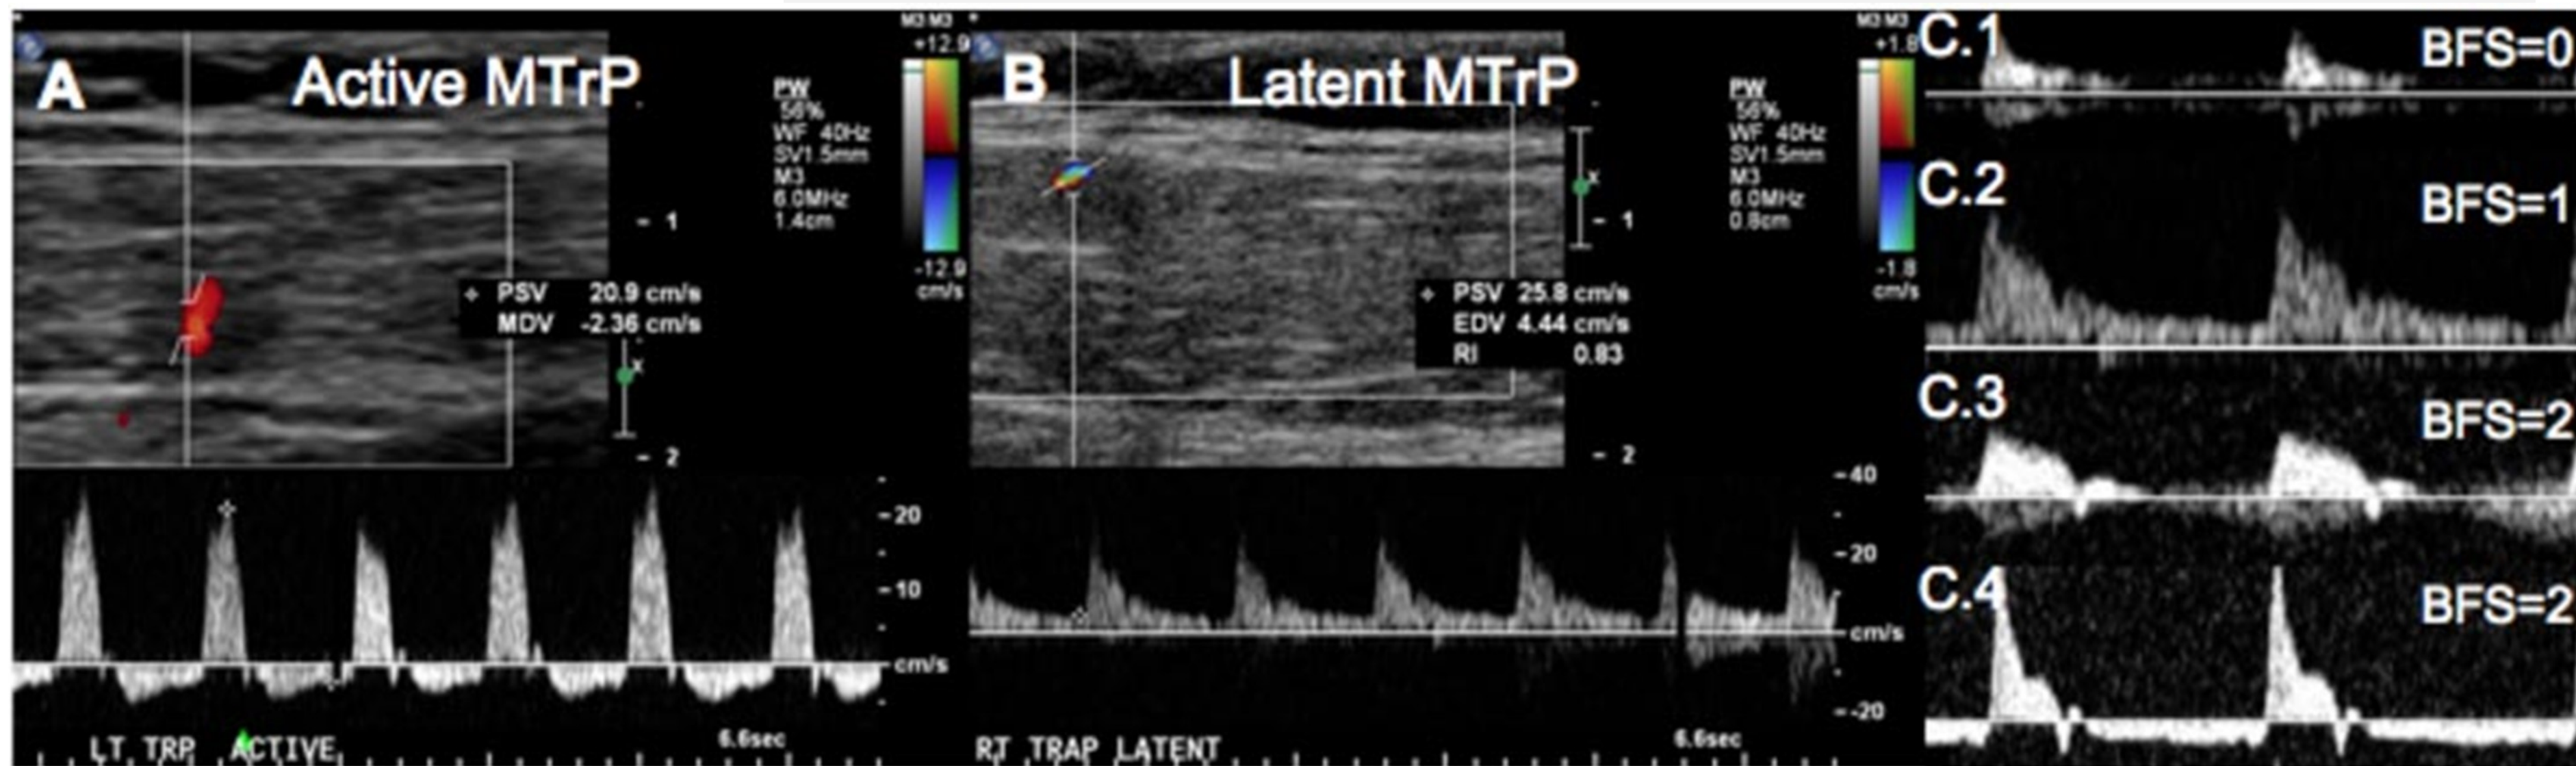 A
Active MTrP
M3 M3
+12.9
PW
56%
WF 40Hz
SV1.5mm
M3
6.0MHz
1.4cm
-12.9
cm/s
1
PSV 20.9 cm/s
MDV -2.36 cm/s
x
2
20
10
cm/s
LT TRP ACTIVE
6.6sec
B
Latent MTrP
M3 M3
+1.8
PW
56%
WF 40Hz
SV1.5mm
M3
6.0MHz
0.8cm
-1.8
cm/s
x
1
PSV 25.8 cm/s
EDV 4.44 cm/s
RI 0.83
2
40
20
cm/s
-20
RT TRAP LATENT
6.6sec
C.1
BFS=0
C.2
BFS=1
C.3
BFS=2
C.4
BFS=2